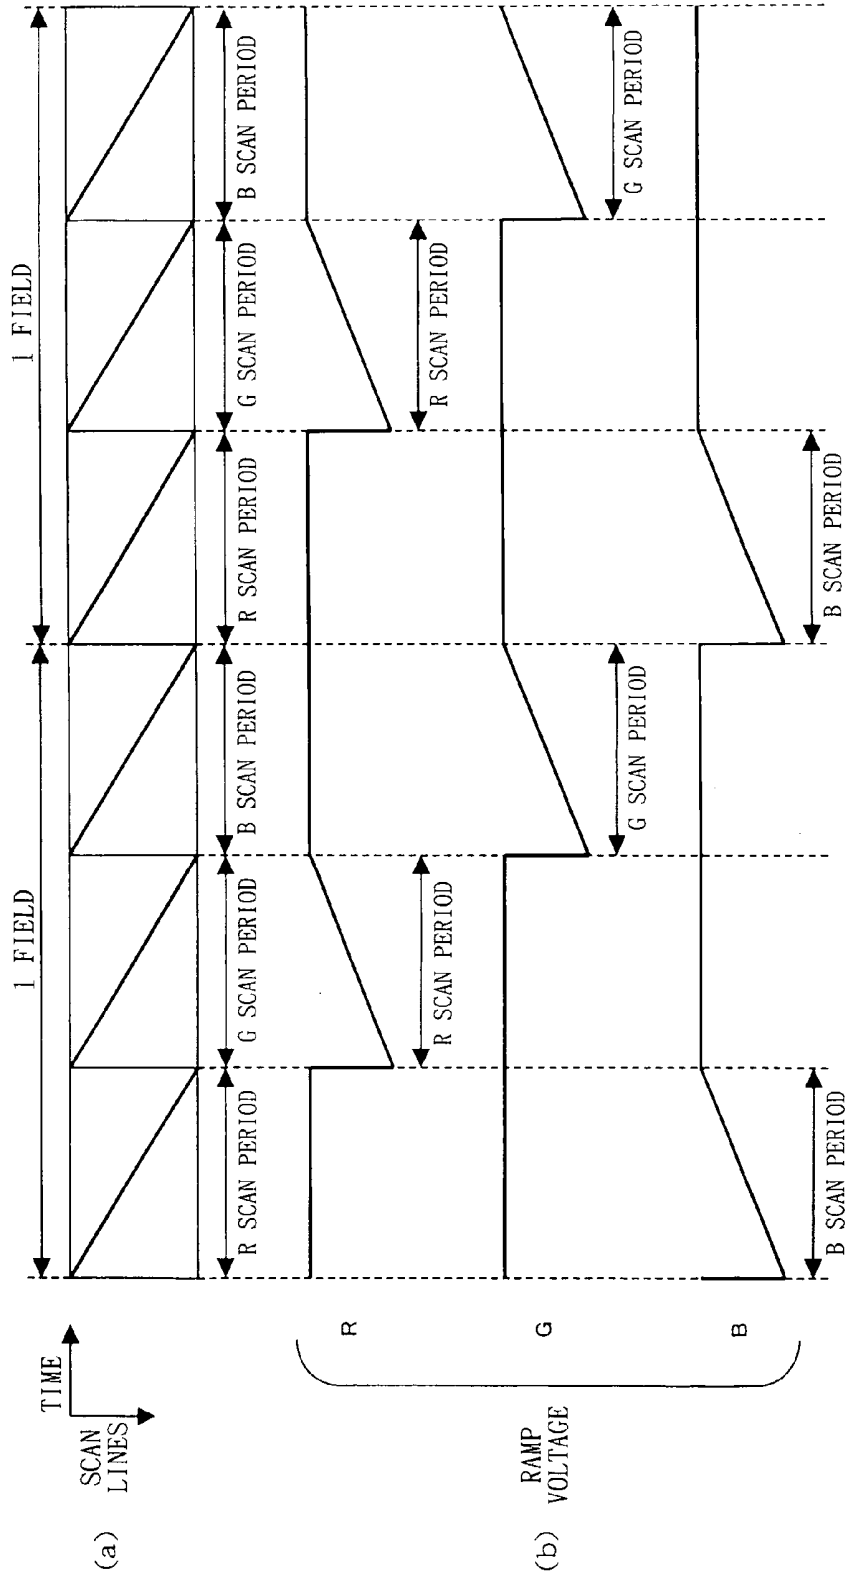 1 FIELD
1 FIELD
TIME
SCAN
LINES
(a)
R SCAN PERIOD
G SCAN PERIOD
B SCAN PERIOD
R SCAN PERIOD
G SCAN PERIOD
B SCAN PERIOD
R
R SCAN PERIOD
R SCAN PERIOD
RAMP
VOLTAGE
(b)
G
G SCAN PERIOD
G SCAN PERIOD
B
B SCAN PERIOD
B SCAN PERIOD